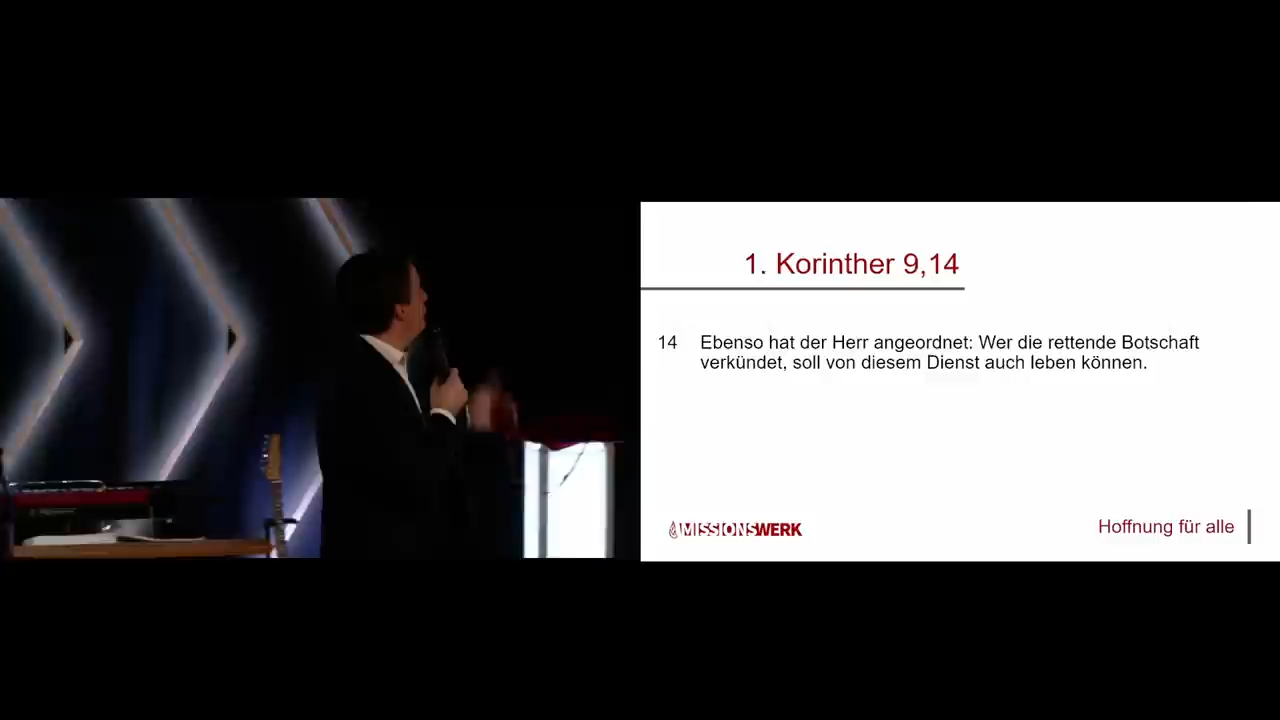 1. Korinther 9,14
14 Ebenso hat der Herr angeordnet: Wer die rettende Botschaft
verkündet, soll von diesem Dienst auch leben können.
MISSIONSWERK
Hoffnung für alle